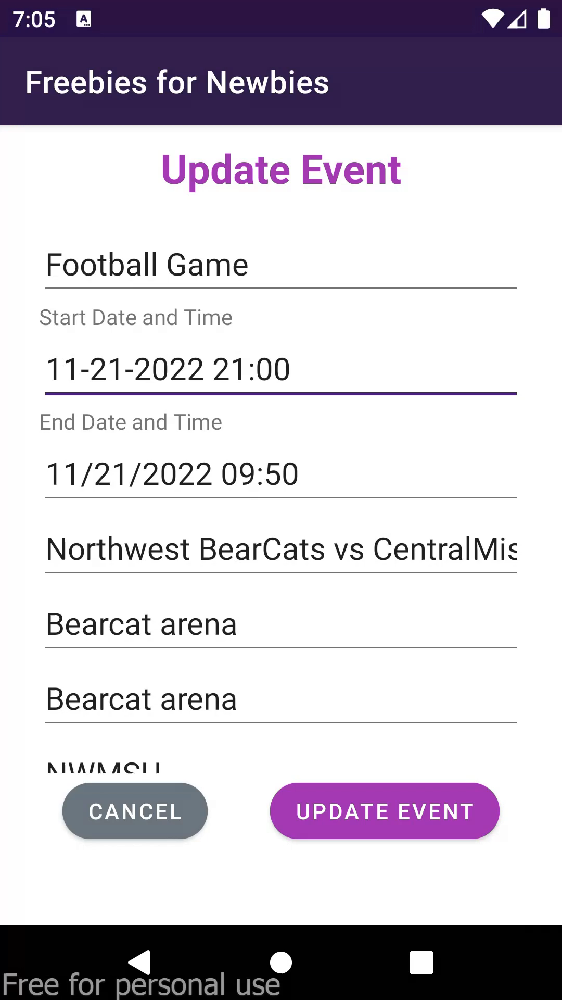 7:05
Freebies for Newbies
Update Event
Football Game
Start Date and Time
11-21-2022 21:00
End Date and Time
11/21/2022 09:50
Northwest BearCats vs CentralMis
Bearcat arena
Bearcat arena
NWMSU
CANCEL
UPDATE EVENT
Free for personal use